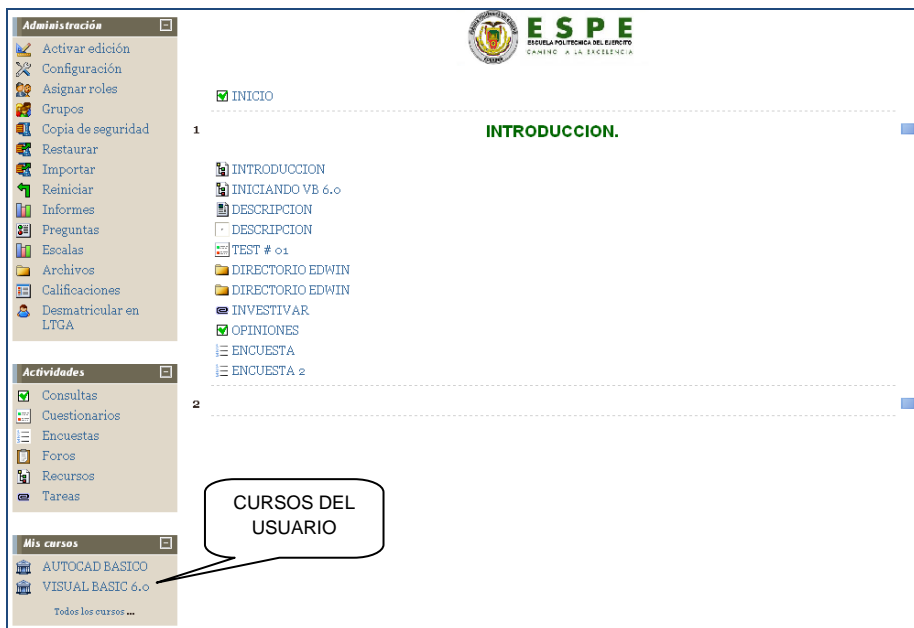 Administración
Activar edición
Configuración
Asignar roles
Grupos
Copia de seguridad
Restaurar
Importar
Reiniciar
Informes
Preguntas
Escalas
Archivos
Calificaciones
Desmatricular en
LTGA
Actividades
Consultas
Cuestionarios
Encuestas
Foros
Recursos
Tareas
Mis cursos
AUTOCAD BASICO
VISUAL BASIC 6.0
Todos los cursos ...
E S P E
ESCUELA POLITECNICA DEL EJERCITO
CAMINO A LA EXCELENCIA
INICIO
1 INTRODUCCION.
INTRODUCCION
INICIANDO VB 6.0
DESCRIPCION
DESCRIPCION
TEST # 01
DIRECTORIO EDWIN
DIRECTORIO EDWIN
INVESTIVAR
OPINIONES
ENCUESTA
ENCUESTA 2
2
CURSOS DEL
USUARIO